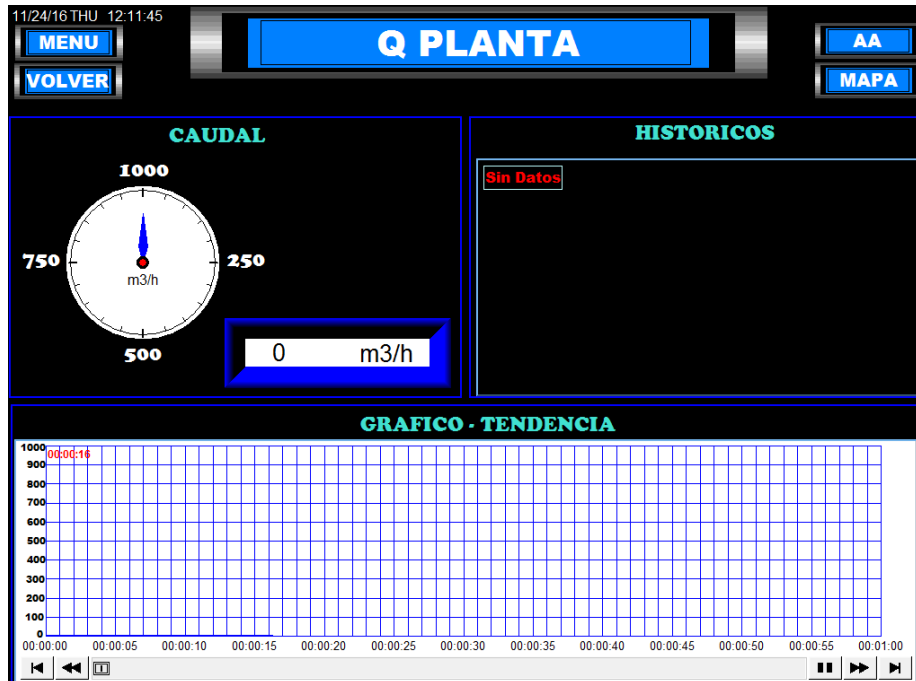 11/24/16 THU 12:11:45
MENU
VOLVER
Q PLANTA
AA
MAPA
CAUDAL
1000
750
250
m3/h
500
0 m3/h
HISTORICOS
Sin Datos
GRAFICO - TENDENCIA
00:00:16
1000
900
800
700
600
500
400
300
200
100
0
00:00:00 00:00:05 00:00:10 00:00:15 00:00:20 00:00:25 00:00:30 00:00:35 00:00:40 00:00:45 00:00:50 00:00:55 00:01:00